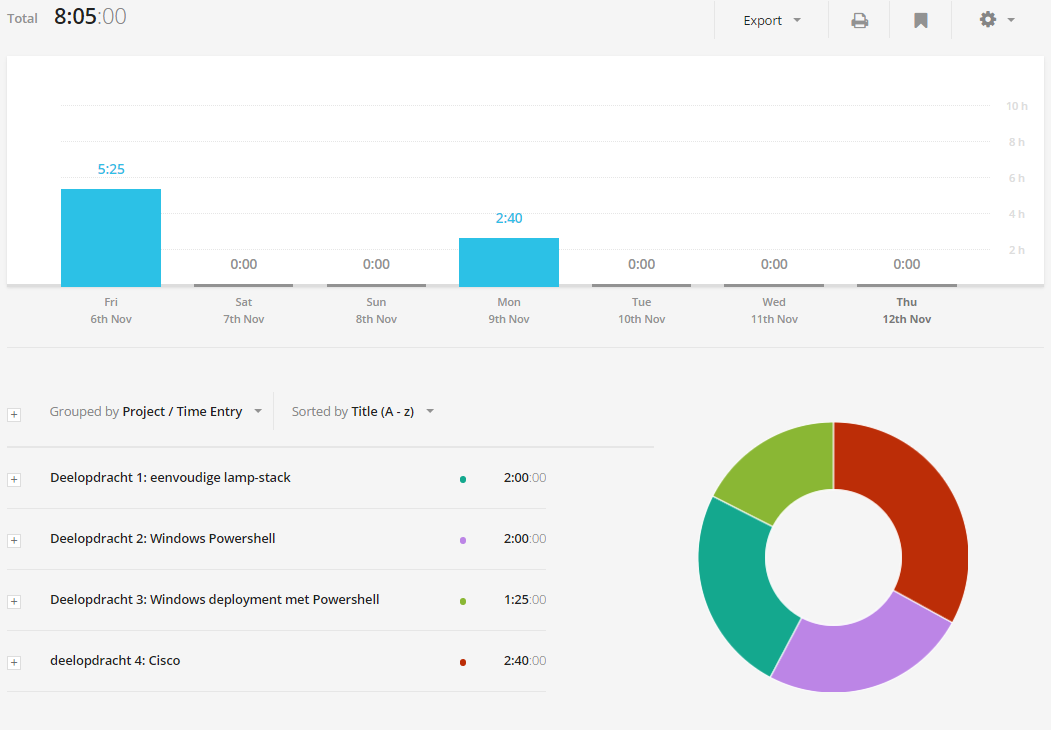 Total 8:05:00 Export
10 h
8 h
6 h
4 h
2 h
5:25 0:00 0:00 2:40 0:00 0:00 0:00
Fri Sat Sun Mon Tue Wed Thu
6th Nov 7th Nov 8th Nov 9th Nov 10th Nov 11th Nov 12th Nov
Grouped by Project / Time Entry Sorted by Title (A - z)
Deelopdracht 1: eenvoudige lamp-stack 2:00:00
Deelopdracht 2: Windows Powershell 2:00:00
Deelopdracht 3: Windows deployment met Powershell 1:25:00
deelopdracht 4: Cisco 2:40:00